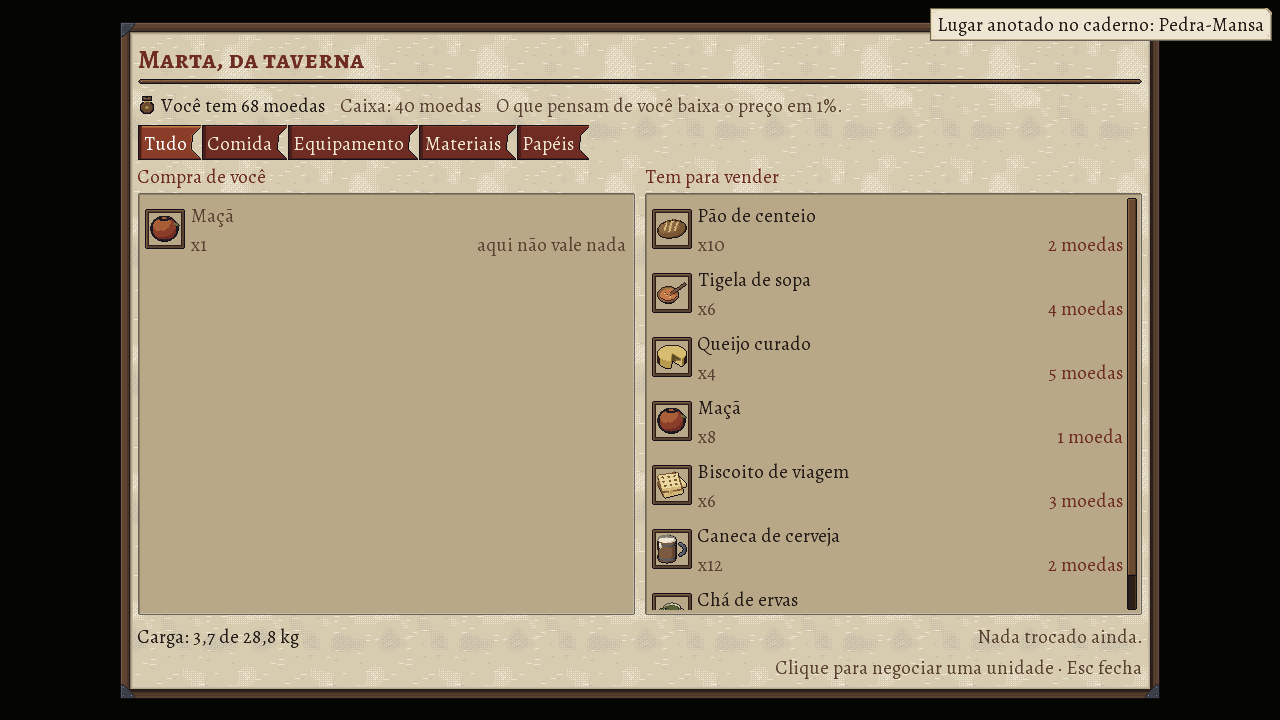 Lugar anotado no caderno: Pedra-Mansa
Marta, da taverna
Você tem 68 moedas Caixa: 40 moedas O que pensam de você baixa o preço em 1%.
Tudo Comida Equipamento Materiais Papéis
Compra de você
Maçã
x1 aqui não vale nada
Tem para vender
Pão de centeio
x10 2 moedas
Tigela de sopa
x6 4 moedas
Queijo curado
x4 5 moedas
Maçã
x8 1 moeda
Biscoito de viagem
x6 3 moedas
Caneca de cerveja
x12 2 moedas
Chá de ervas
Carga: 3,7 de 28,8 kg
Nada trocado ainda.
Clique para negociar uma unidade · Esc fecha